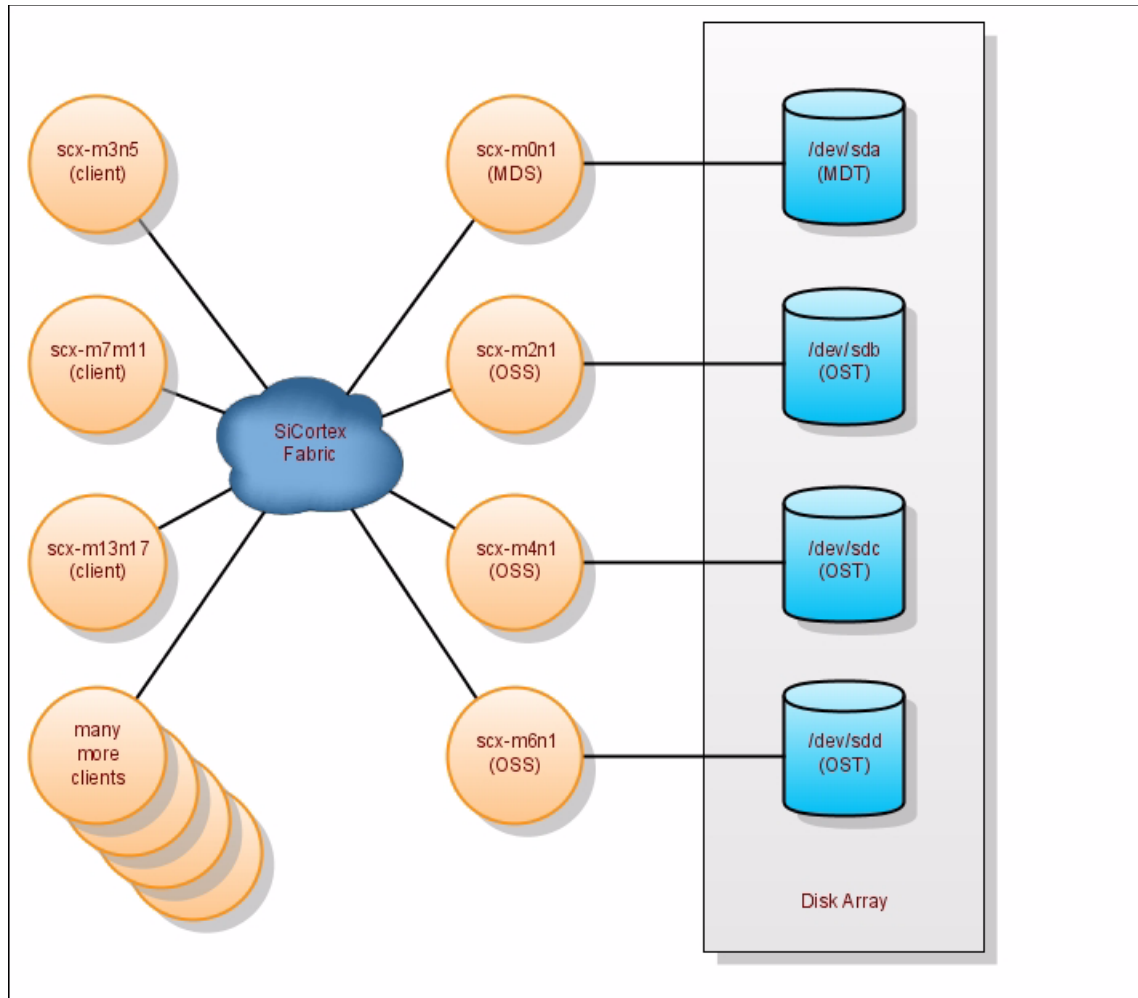 scx-m3n5
(client)
scx-m0n1
(MDS)
/dev/sda
(MDT)
scx-m7m11
(client)
scx-m2n1
(OSS)
/dev/sdb
(OST)
SiCortex
Fabric
scx-m13n17
(client)
scx-m4n1
(OSS)
/dev/sdc
(OST)
many
more
clients
scx-m6n1
(OSS)
/dev/sdd
(OST)
Disk Array